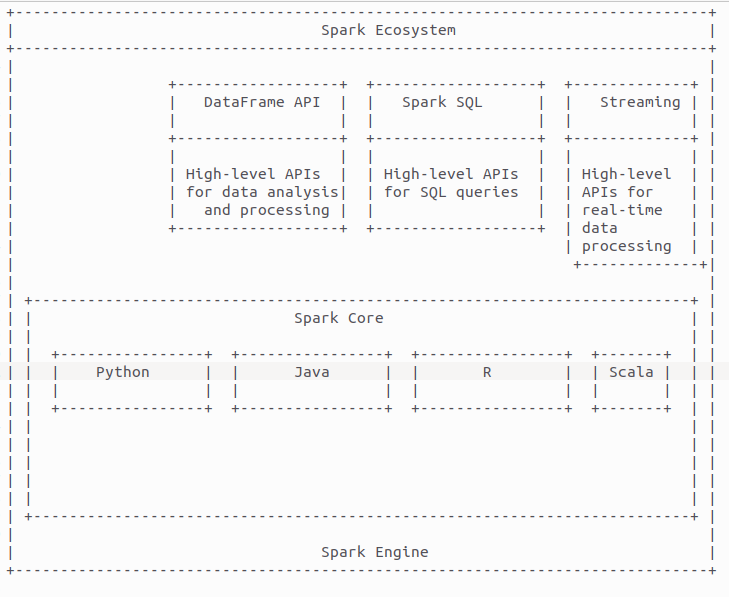 Spark Ecosystem
DataFrame API
Spark SQL
Streaming
High-level APIs
for data analysis
and processing
High-level APIs
for SQL queries
High-level
APIs for
real-time
data
processing
Spark Core
Python
Java
R
Scala
Spark Engine